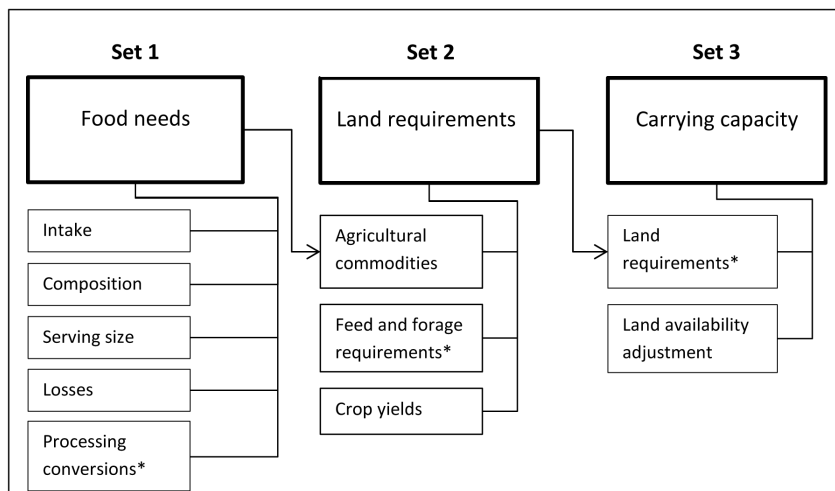 Set 1
Food needs
Intake
Composition
Serving size
Losses
Processing
conversions*
Set 2
Land requirements
Agricultural
commodities
Feed and forage
requirements*
Crop yields
Set 3
Carrying capacity
Land
requirements*
Land availability
adjustment